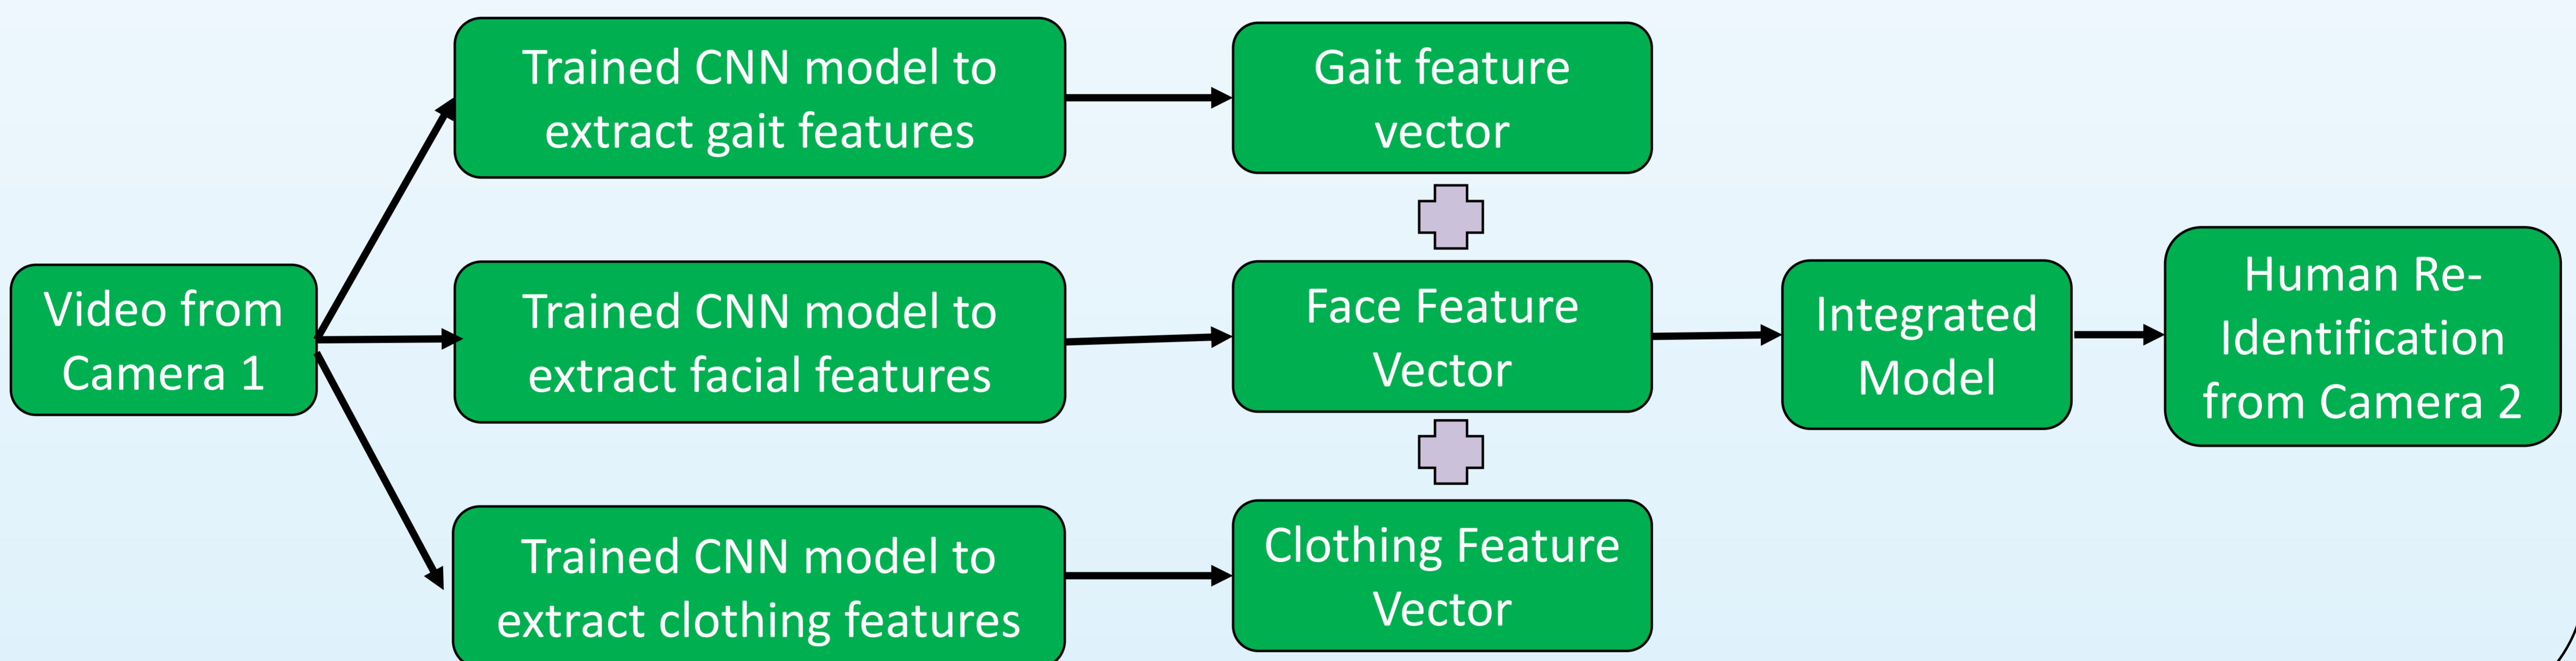 Trained CNN model to
extract gait features
Gait feature
vector
Video from
Camera 1
Trained CNN model to
extract facial features
Face Feature
Vector
Integrated
Model
Human Re-
Identification
from Camera 2
Trained CNN model to
extract clothing features
Clothing Feature
Vector